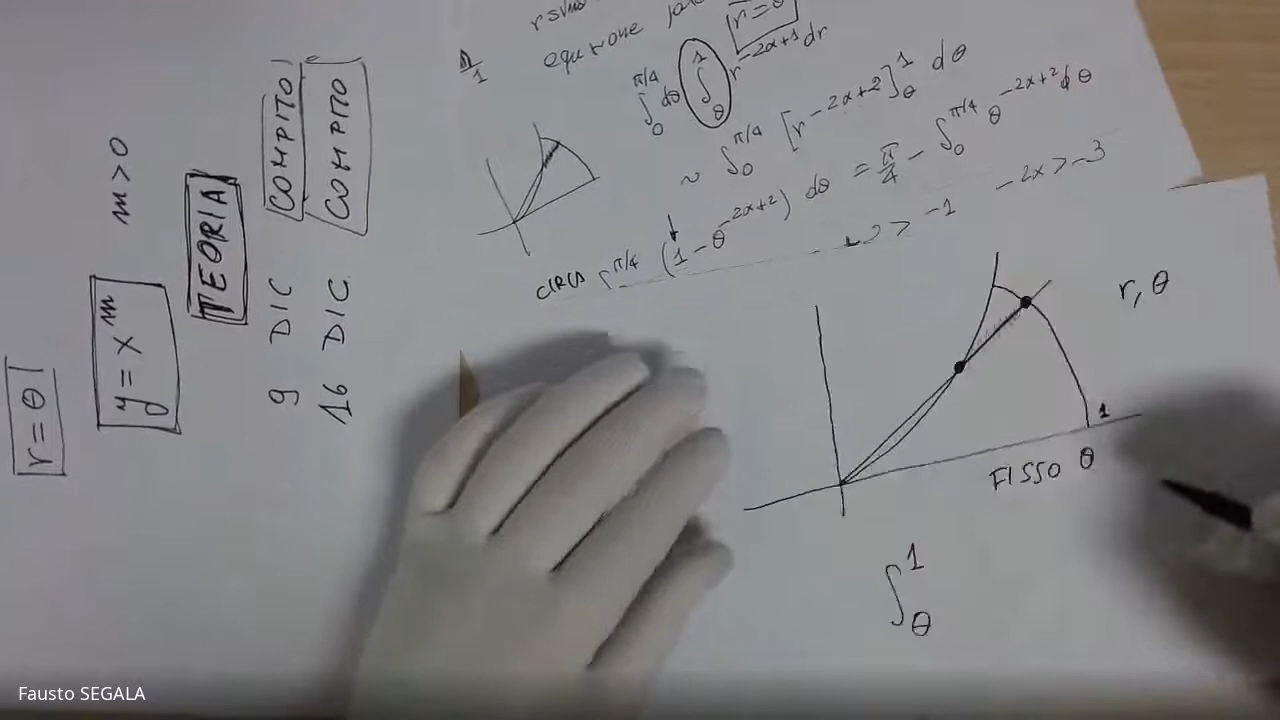 equazione
r = θ
∫₀^{π/4} dθ ∫_θ^1 r^{-2α+1} dr
~ ∫₀^{π/4} [r^{-2α+2}]_θ^1 dθ
∫^{π/4} (1 - θ^{-2α+2}) dθ = π/4 - ∫₀^{π/4} θ^{-2α+2} dθ
> -1 -2α > -3
r, θ
1
FISSO θ
∫_θ^1
r = θ
y = x^m m > 0
TEORIA
9 DIC COMPITO
16 DIC. COMPITO
Fausto SEGALA